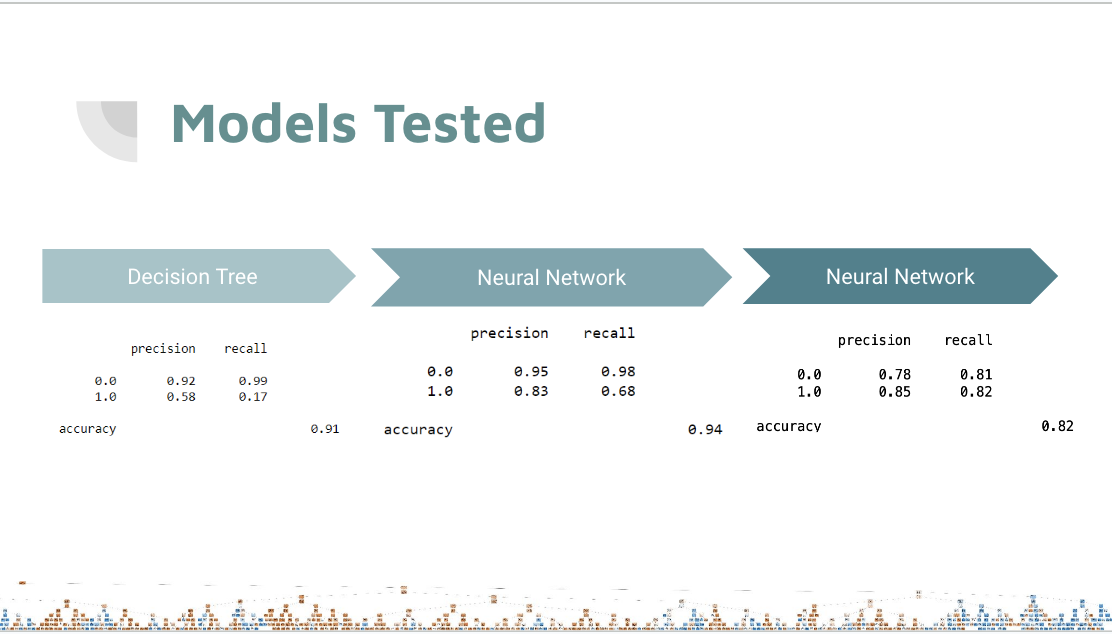 Models Tested
Decision Tree
precision recall
0.0 0.92 0.99
1.0 0.58 0.17
accuracy 0.91
Neural Network
precision recall
0.0 0.95 0.98
1.0 0.83 0.68
accuracy 0.94
Neural Network
precision recall
0.0 0.78 0.81
1.0 0.85 0.82
accuracy 0.82